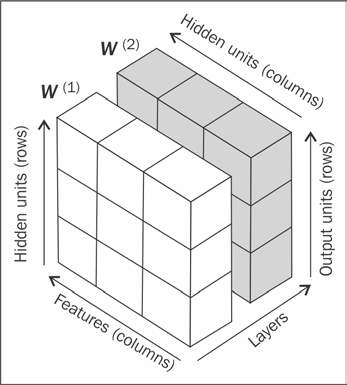 Hidden units (columns)
W (2)
W (1)
Hidden units (rows)
Output units (rows)
Features (columns)
Layers